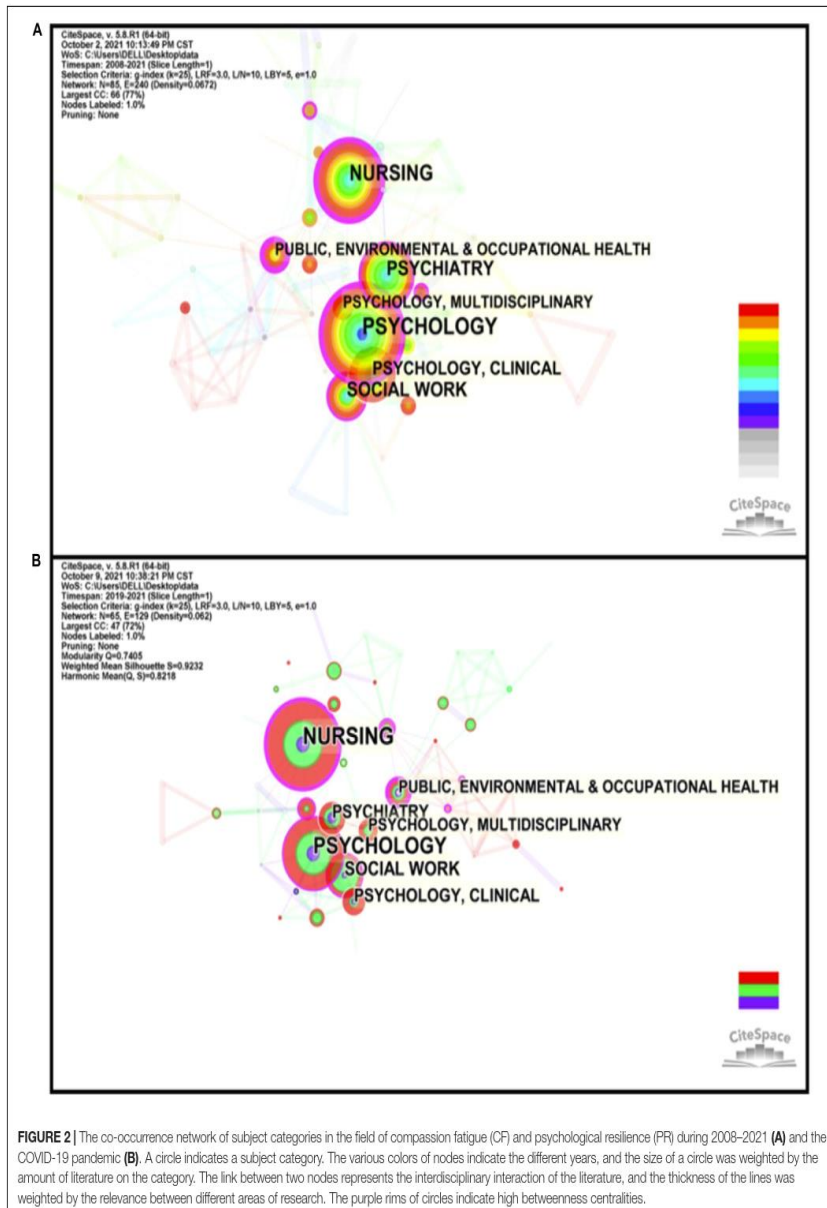 A
CiteSpace, v. 5.8.R1 (64-bit)
October 2, 2021 10:13:49 PM CST
WoS: C:\Users\DELL\Desktop\data
Timespan: 2008-2021 (Slice Length=1)
Selection Criteria: g-index (k=25), LRF=3.0, L/N=10, LBY=5, e=1.0
Network: N=85, E=240 (Density=0.0672)
Largest CC: 66 (77%)
Nodes Labeled: 1.0%
Pruning: None
NURSING
PUBLIC, ENVIRONMENTAL & OCCUPATIONAL HEALTH
PSYCHIATRY
PSYCHOLOGY, MULTIDISCIPLINARY
PSYCHOLOGY
PSYCHOLOGY, CLINICAL
SOCIAL WORK
CiteSpace
B
CiteSpace, v. 5.8.R1 (64-bit)
October 9, 2021 10:38:21 PM CST
WoS: C:\Users\DELL\Desktop\data
Timespan: 2019-2021 (Slice Length=1)
Selection Criteria: g-index (k=25), LRF=3.0, L/N=10, LBY=5, e=1.0
Network: N=65, E=129 (Density=0.062)
Largest CC: 47 (72%)
Nodes Labeled: 1.0%
Pruning: None
Modularity Q=0.7405
Weighted Mean Silhouette S=0.9232
Harmonic Mean(Q, S)=0.8218
NURSING
PUBLIC, ENVIRONMENTAL & OCCUPATIONAL HEALTH
PSYCHIATRY
PSYCHOLOGY, MULTIDISCIPLINARY
PSYCHOLOGY
SOCIAL WORK
PSYCHOLOGY, CLINICAL
CiteSpace
FIGURE 2 | The co-occurrence network of subject categories in the field of compassion fatigue (CF) and psychological resilience (PR) during 2008–2021 (A) and the
COVID-19 pandemic (B). A circle indicates a subject category. The various colors of nodes indicate the different years, and the size of a circle was weighted by the
amount of literature on the category. The link between two nodes represents the interdisciplinary interaction of the literature, and the thickness of the lines was
weighted by the relevance between different areas of research. The purple rims of circles indicate high betweenness centralities.